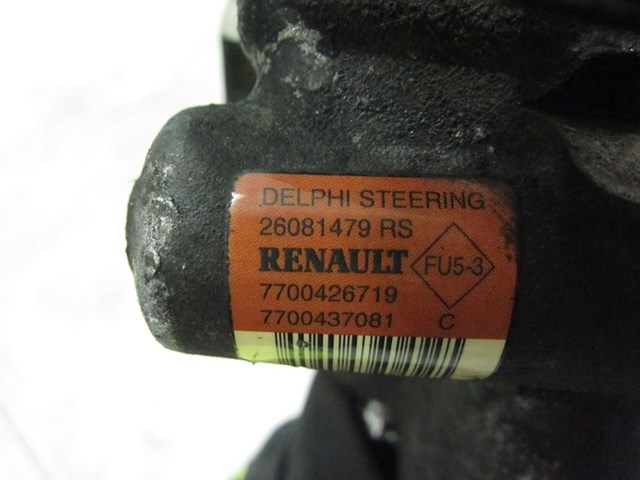 DELPHI STEERING
26081479 RS
RENAULT FU5-3
7700426719
7700437081 C